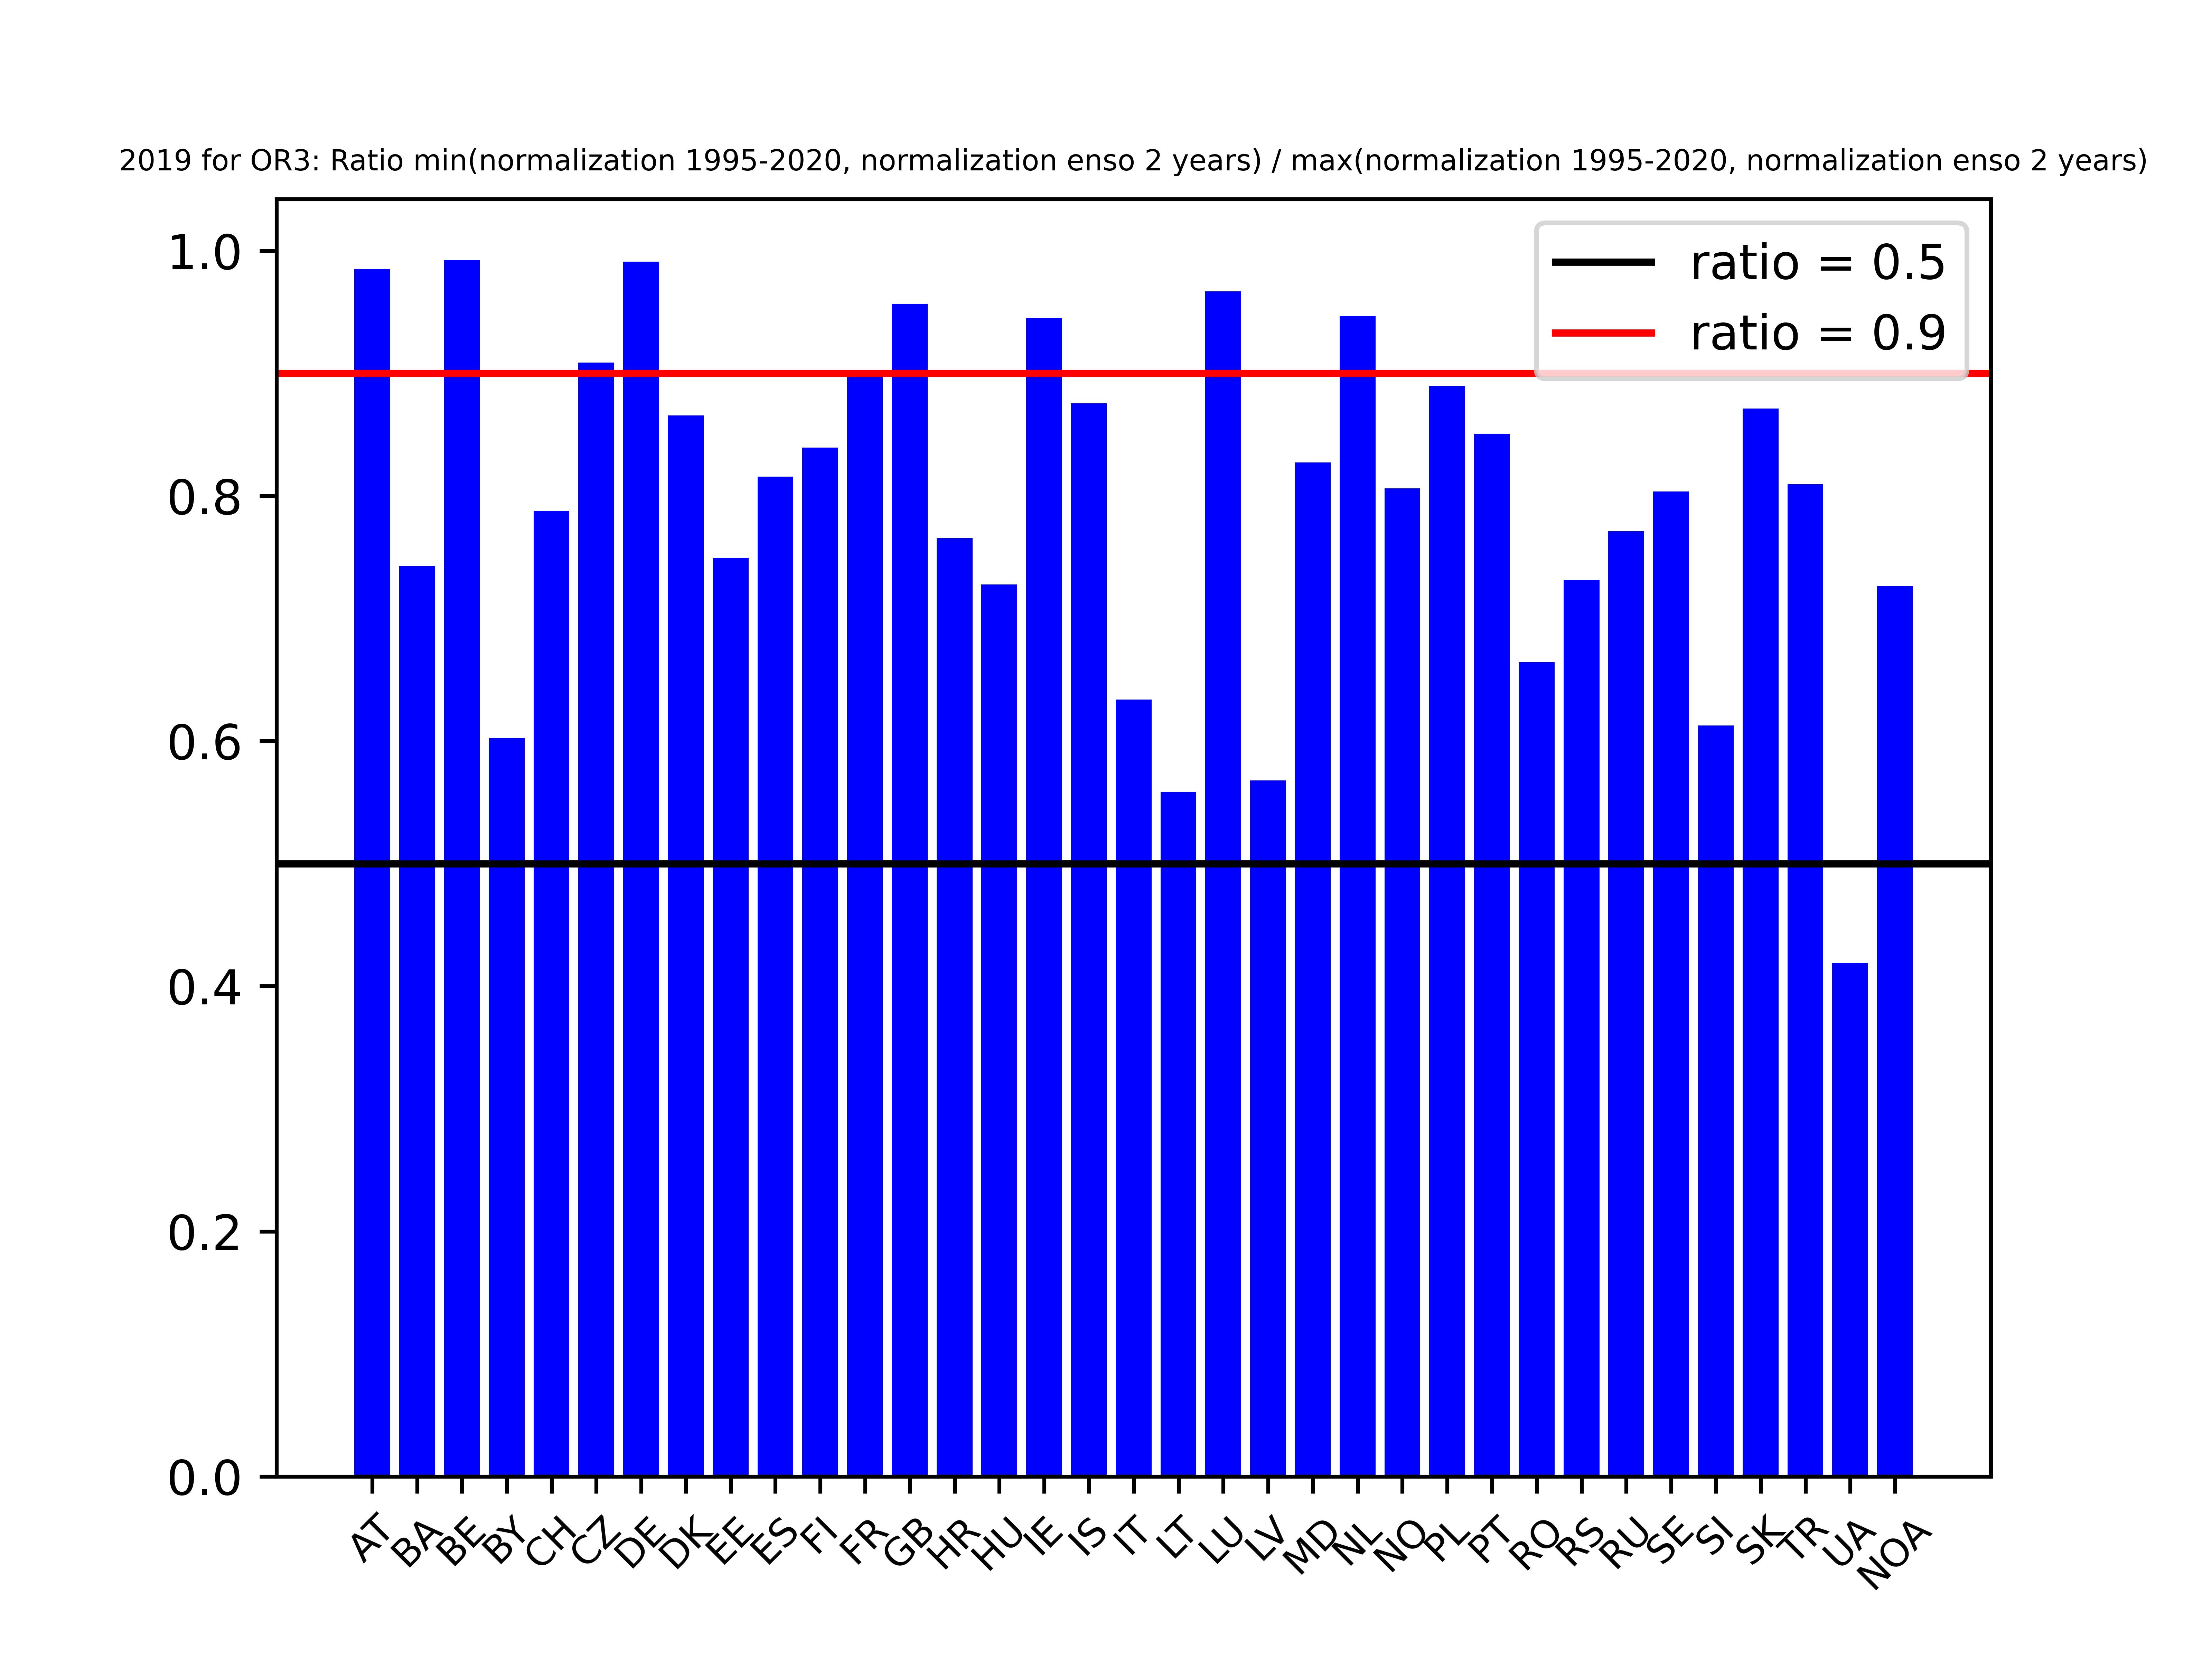 2019 for OR3: Ratio min(normalization 1995-2020, normalization enso 2 years) / max(normalization 1995-2020, normalization enso 2 years)
1.0
0.8
0.6
0.4
0.2
0.0
ratio = 0.5
ratio = 0.9
AT BA BE BY CH CZ DE DK EE ES FI FR GB HR HU IE IS IT LT LU LV MD NL NO PL PT RO RS RU SE SI SK TR UA NOA